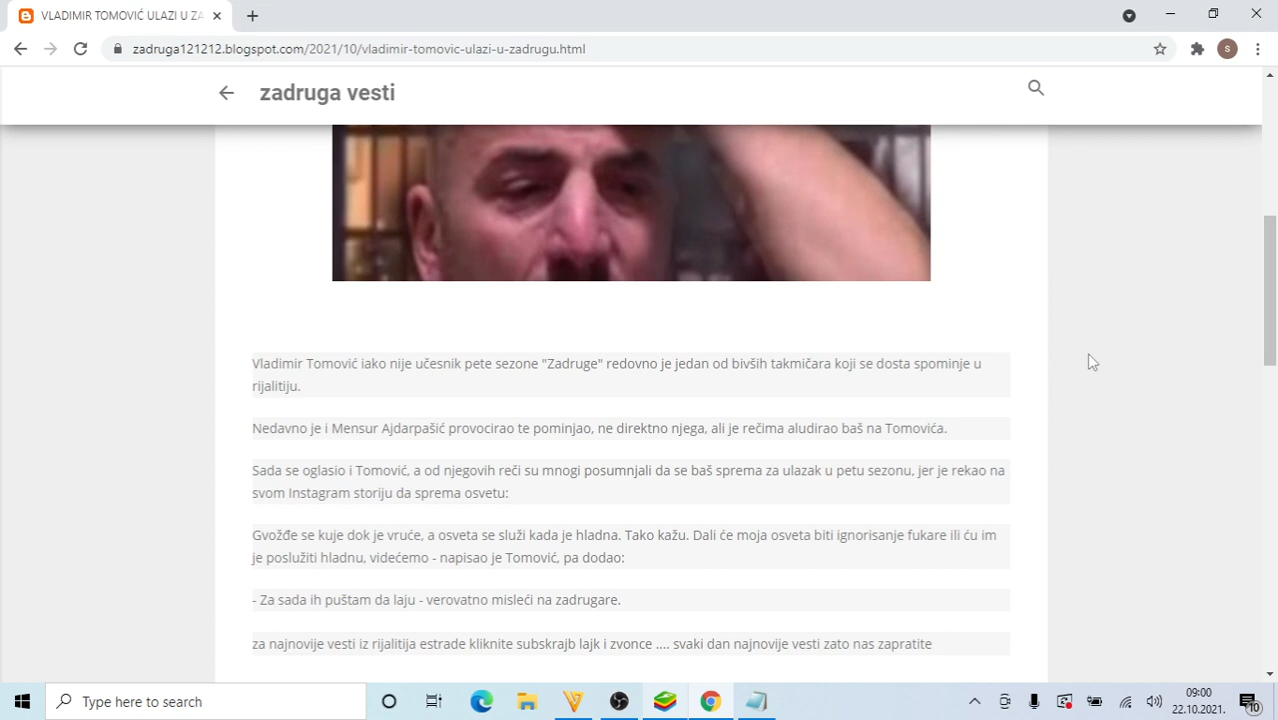 VLADIMIR TOMOVIĆ ULAZI U ZA
zadruga121212.blogspot.com/2021/10/vladimir-tomovic-ulazi-u-zadrugu.html
S
zadruga vesti
Vladimir Tomović iako nije učesnik pete sezone "Zadruge" redovno je jedan od bivših takmičara koji se dosta spominje u
rijalitiju.
Nedavno je i Mensur Ajdarpašić provocirao te pominjao, ne direktno njega, ali je rečima aludirao baš na Tomovića.
Sada se oglasio i Tomović, a od njegovih reči su mnogi posumnjali da se baš sprema za ulazak u petu sezonu, jer je rekao na
svom Instagram storiju da sprema osvetu:
Gvožđe se kuje dok je vruće, a osveta se služi kada je hladna. Tako kažu. Dali će moja osveta biti ignorisanje fukare ili ću im
je poslužiti hladnu, videćemo - napisao je Tomović, pa dodao:
- Za sada ih puštam da laju - verovatno misleći na zadrugare.
za najnovije vesti iz rijalitija estrade kliknite subskrajb lajk i zvonce .... svaki dan najnovije vesti zato nas zapratite
Type here to search
09:00
22.10.2021.
10